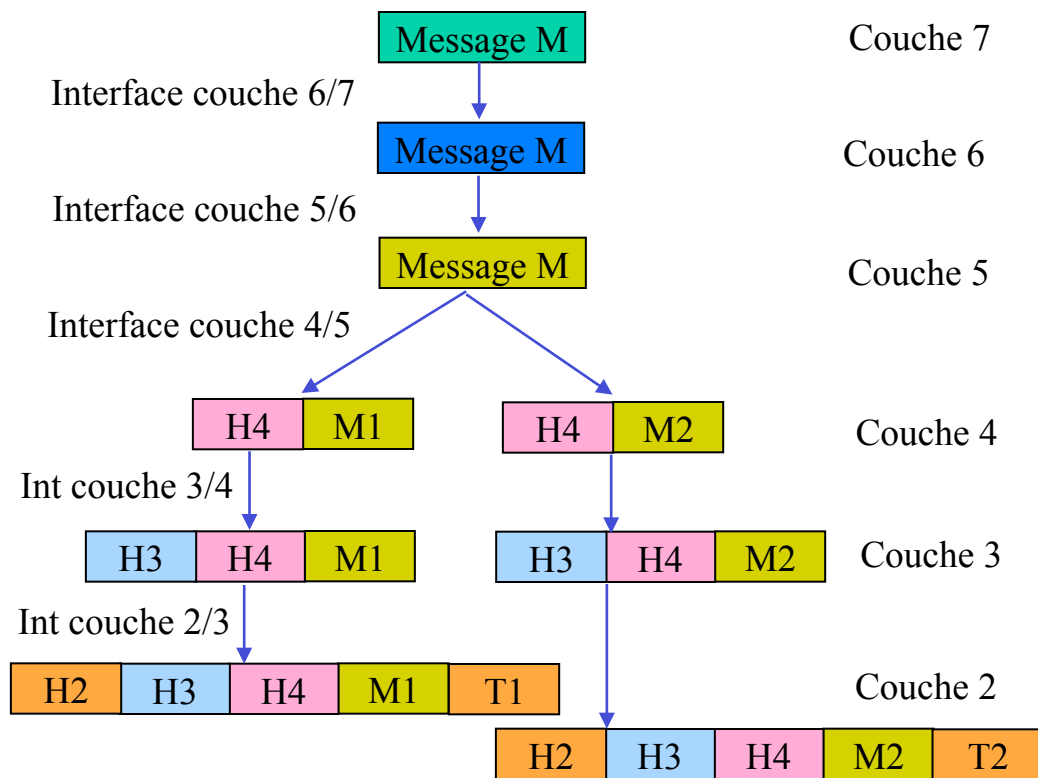 Message M
Couche 7
Interface couche 6/7
Message M
Couche 6
Interface couche 5/6
Message M
Couche 5
Interface couche 4/5
H4 M1
H4 M2
Couche 4
Int couche 3/4
H3 H4 M1
H3 H4 M2
Couche 3
Int couche 2/3
H2 H3 H4 M1 T1
Couche 2
H2 H3 H4 M2 T2